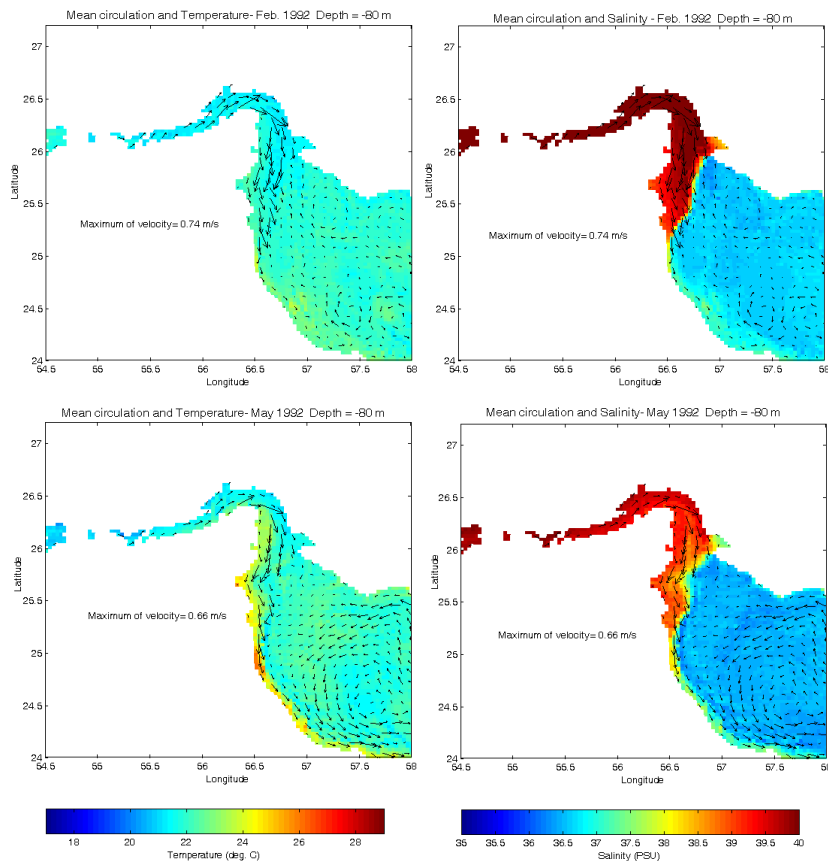 Mean circulation and Temperature- Feb. 1992 Depth = -80 m
27
26.5
26
25.5
25
24.5
24
Latitude
Maximum of velocity= 0.74 m/s
54.5 55 55.5 56 56.5 57 57.5 58
Longitude
Mean circulation and Salinity - Feb. 1992 Depth = -80 m
27
26.5
26
25.5
25
24.5
24
Latitude
Maximum of velocity= 0.74 m/s
54.5 55 55.5 56 56.5 57 57.5 58
Longitude
Mean circulation and Temperature- May 1992 Depth = -80 m
27
26.5
26
25.5
25
24.5
24
Latitude
Maximum of velocity= 0.66 m/s
54.5 55 55.5 56 56.5 57 57.5 58
Longitude
Mean circulation and Salinity- May 1992 Depth = -80 m
27
26.5
26
25.5
25
24.5
24
Latitude
Maximum of velocity= 0.66 m/s
54.5 55 55.5 56 56.5 57 57.5 58
Longitude
18 20 22 24 26 28
Temperature (deg. C)
35 35.5 36 36.5 37 37.5 38 38.5 39 39.5 40
Salinity (PSU)